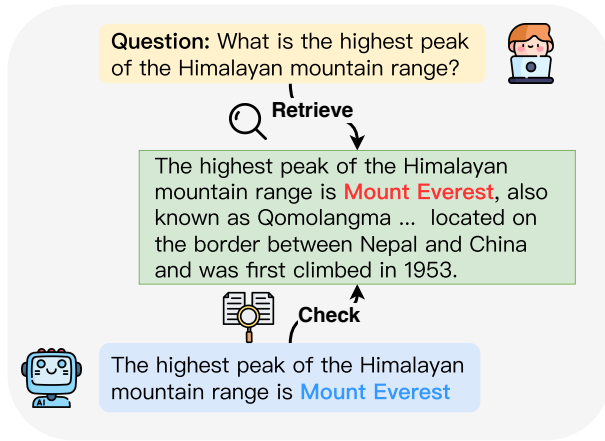 Question: What is the highest peak
of the Himalayan mountain range?
Retrieve
The highest peak of the Himalayan
mountain range is Mount Everest, also
known as Qomolangma ... located on
the border between Nepal and China
and was first climbed in 1953.
Check
The highest peak of the Himalayan
mountain range is Mount Everest
AI